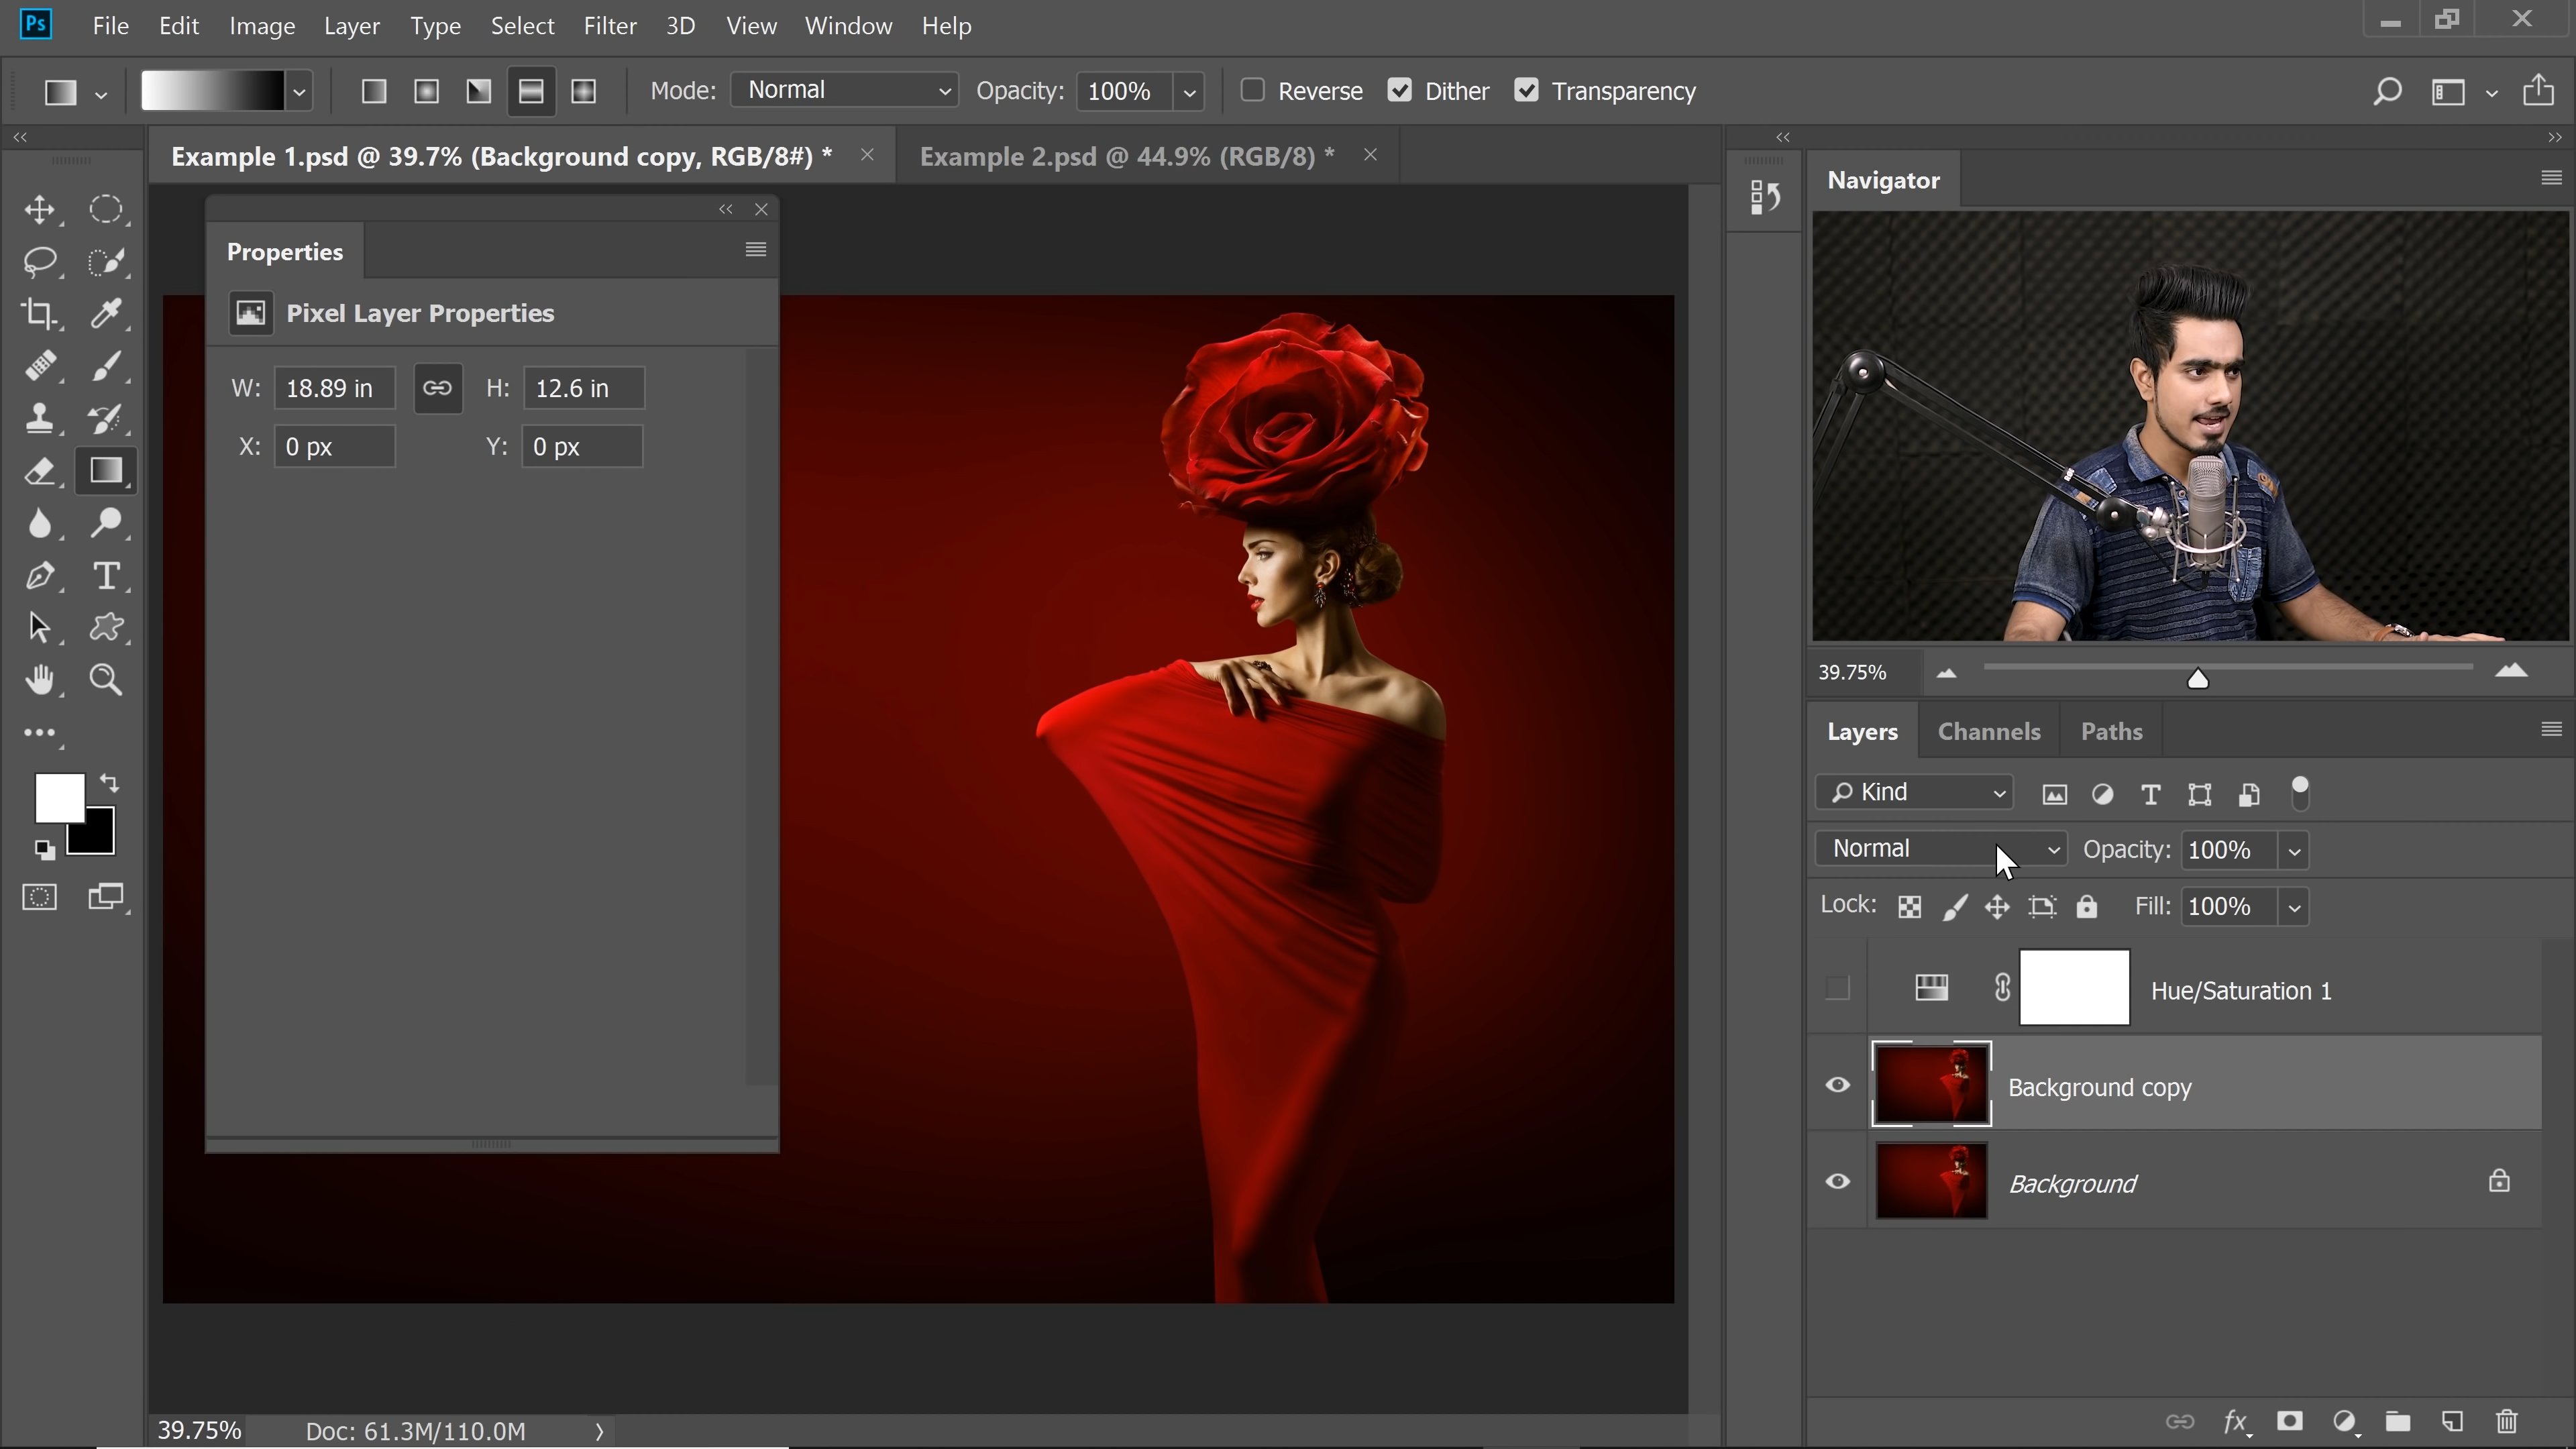 Ps File Edit Image Layer Type Select Filter 3D View Window Help
Mode: Normal Opacity: 100% Reverse Dither Transparency
Example 1.psd @ 39.7% (Background copy, RGB/8#) * Example 2.psd @ 44.9% (RGB/8) *
Properties
Pixel Layer Properties
W: 18.89 in H: 12.6 in
X: 0 px Y: 0 px
39.75% Doc: 61.3M/110.0M
Navigator
39.75%
Layers Channels Paths
Kind
Normal Opacity: 100%
Lock: Fill: 100%
Hue/Saturation 1
Background copy
Background
fx